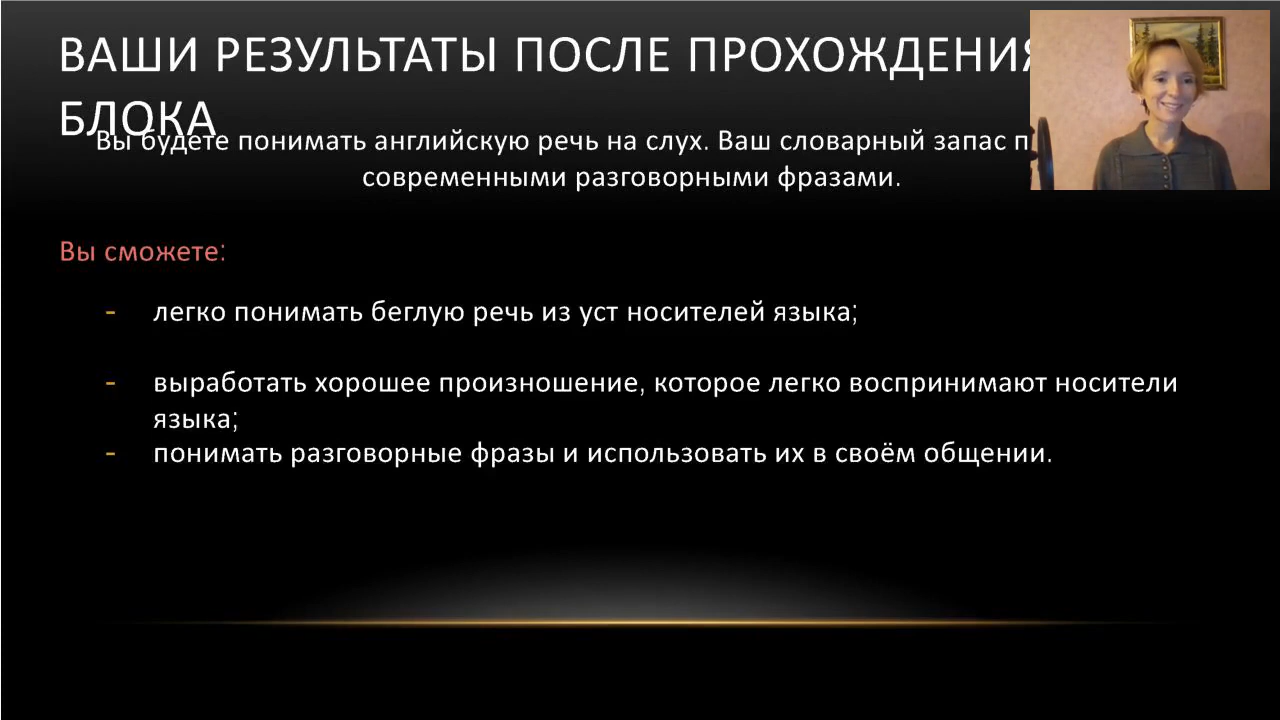 ВАШИ РЕЗУЛЬТАТЫ ПОСЛЕ ПРОХОЖДЕНИЯ
БЛОКА
Вы будете понимать английскую речь на слух. Ваш словарный запас
современными разговорными фразами.
Вы сможете:
- легко понимать беглую речь из уст носителей языка;
- выработать хорошее произношение, которое легко воспринимают носители
языка;
- понимать разговорные фразы и использовать их в своём общении.